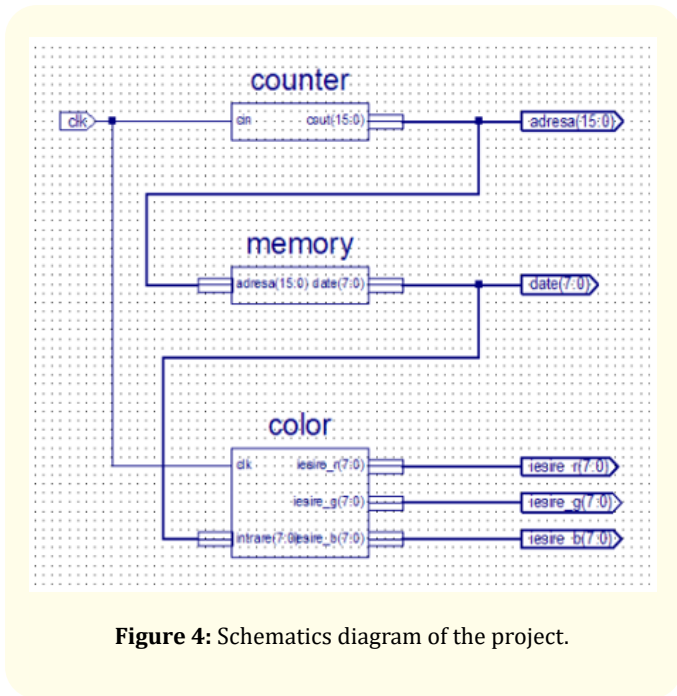 counter
clk cin cout(15:0) adresa(15:0)
memory
adresa(15:0) date(7:0) date(7:0)
color
clk iesire_r(7:0) iesire_r(7:0)
iesire_g(7:0) iesire_g(7:0)
intrare(7:0) iesire_b(7:0) iesire_b(7:0)
Figure 4: Schematics diagram of the project.